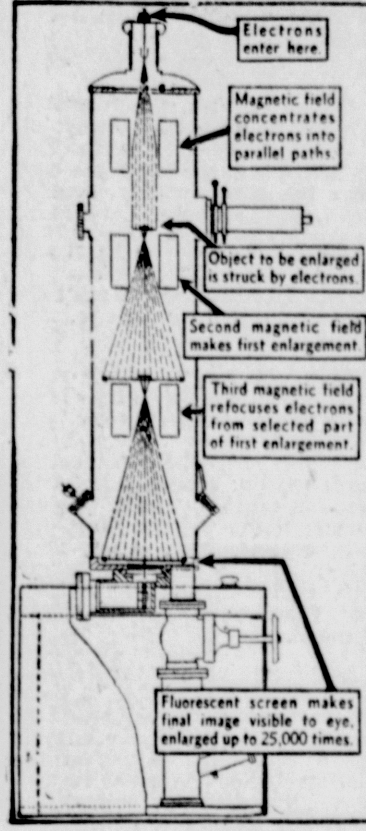 Electrons
enter here.
Magnetic field
concentrates
electrons into
parallel paths.
Object to be enlarged
is struck by electrons.
Second magnetic field
makes first enlargement.
Third magnetic field
refocuses electrons
from selected part
of first enlargement.
Fluorescent screen makes
final image visible to eye,
enlarged up to 25,000 times.